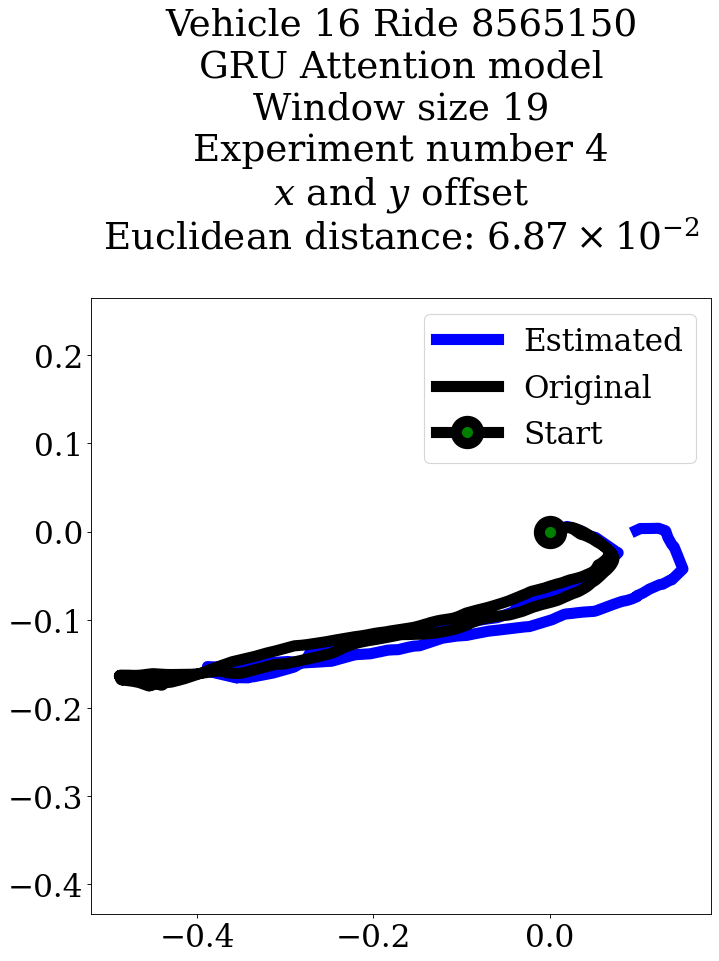 Vehicle 16 Ride 8565150
GRU Attention model
Window size 19
Experiment number 4
x and y offset
Euclidean distance: 6.87 × 10⁻²
Estimated
Original
Start
0.2
0.1
0.0
−0.1
−0.2
−0.3
−0.4
−0.4 −0.2 0.0